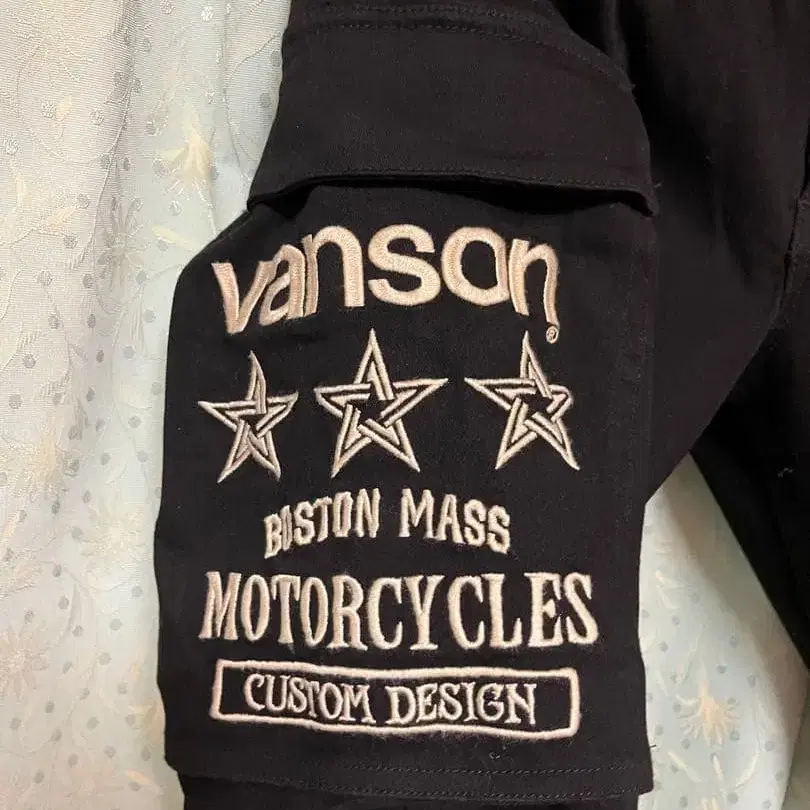 vanson®
BOSTON MASS
MOTORCYCLES
CUSTOM DESIGN